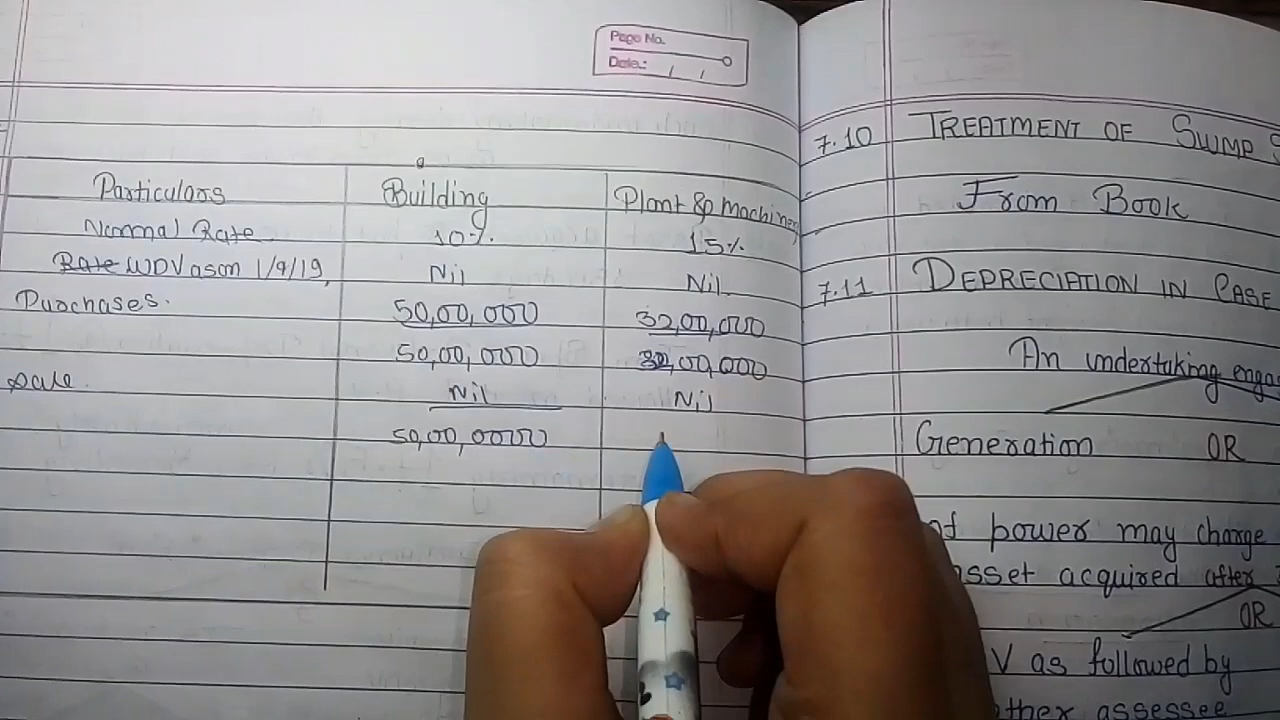 Page No.
Date.: / /
Particulars Building Plant & Machinery
Normal Rate 10% 15%
Rate WDV as on 1/4/19, Nil Nil.
Purchases. 50,00,000 32,00,000
50,00,000 32,00,000
Sale. Nil Nil
50,00,0000
7.10 TREATMENT OF SLUMP S
From Book
7.11 DEPRECIATION IN CASE
An undertaking engag
Generation OR
of power may charge
asset acquired after
OR
V as followed by
other assessee